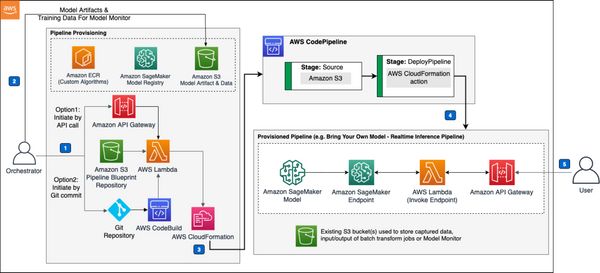 aws
Model Artifacts &
Training Data For Model Monitor
Pipeline Provisioning
Amazon ECR
(Custom Algorithms)
Amazon SageMaker
Model Registry
Amazon S3
Model Artifact & Data
2
Option1:
Initiate by
API call
Amazon API Gateway
1
Orchestrator
Amazon S3
Pipeline Blueprint
Repository
AWS Lambda
Option2:
Initiate by
Git commit
Git
Repository
AWS CodeBuild
AWS CloudFormation
3
AWS CodePipeline
Stage: Source
Amazon S3
Stage: DeployPipeline
AWS CloudFormation
action
4
Provisioned Pipeline (e.g. Bring Your Own Model - Realtime Inference Pipeline)
Amazon SageMaker
Model
Amazon SageMaker
Endpoint
AWS Lambda
(Invoke Endpoint)
Amazon API Gateway
5
User
Existing S3 bucket(s) used to store captured data,
input/output of batch transform jobs or Model Monitor